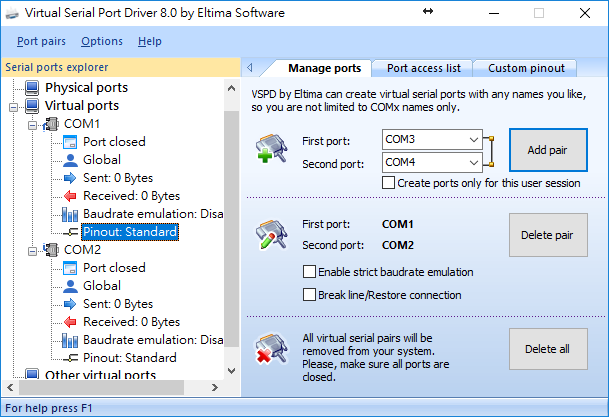 Virtual Serial Port Driver 8.0 by Eltima Software
Port pairs Options Help
Serial ports explorer
Physical ports
Virtual ports
COM1
Port closed
Global
Sent: 0 Bytes
Received: 0 Bytes
Baudrate emulation: Disa
Pinout: Standard
COM2
Port closed
Global
Sent: 0 Bytes
Received: 0 Bytes
Baudrate emulation: Disa
Pinout: Standard
Other virtual ports
Manage ports Port access list Custom pinout
VSPD by Eltima can create virtual serial ports with any names you like,
so you are not limited to COMx names only.
First port: COM3
Second port: COM4
Add pair
Create ports only for this user session
First port: COM1
Second port: COM2
Delete pair
Enable strict baudrate emulation
Break line/Restore connection
All virtual serial pairs will be
removed from your system.
Please, make sure all ports are
closed.
Delete all
For help press F1